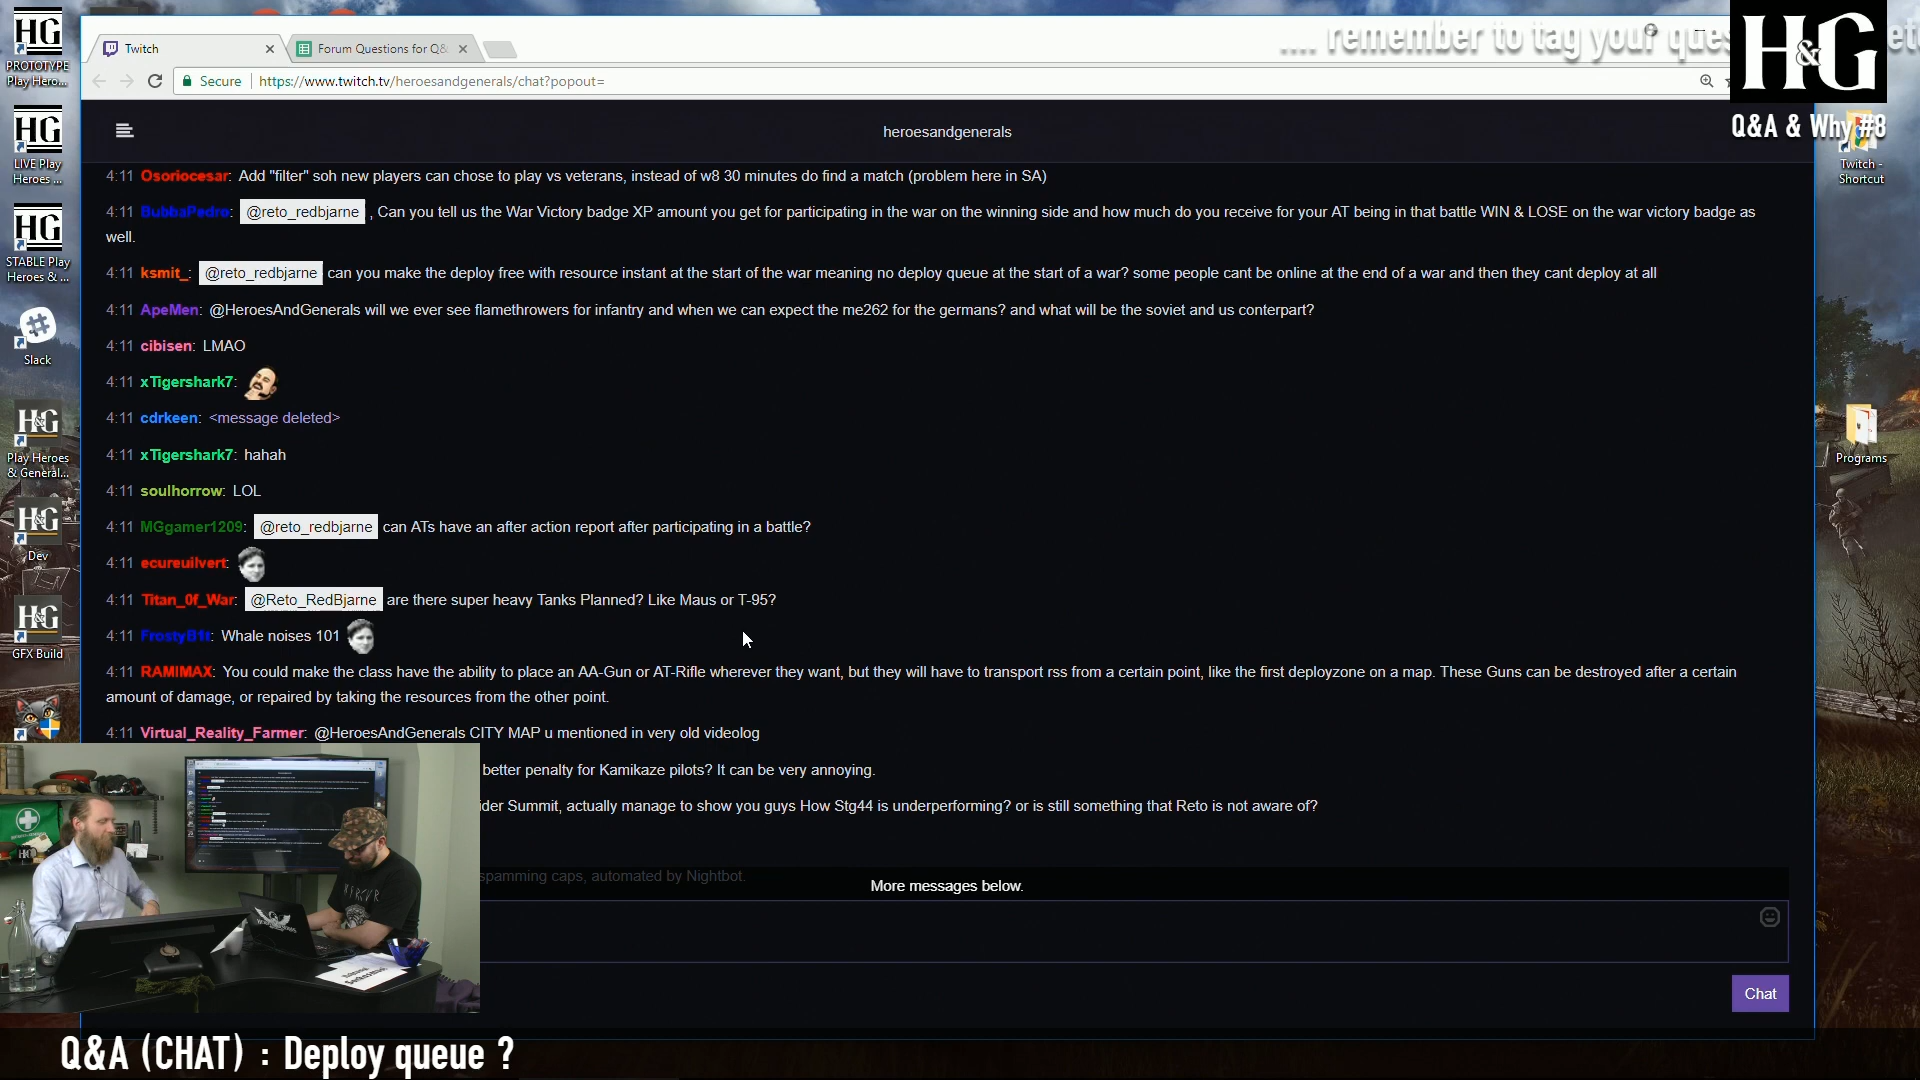 HG
PROTOTYPE
Play Hero...
HG
LIVE Play
Heroes ...
HG
STABLE Play
Heroes & ...
Slack
H&G
Play Heroes
& General...
H&G
Dev
H&G
GFX Build
Twitch
Forum Questions for Q&
.... remember to tag your ques
H&G
Q&A & Why #8
Twitch -
Shortcut
Programs
Secure
https://www.twitch.tv/heroesandgenerals/chat?popout=
heroesandgenerals
4:11 Osoriocesar: Add "filter" soh new players can chose to play vs veterans, instead of w8 30 minutes do find a match (problem here in SA)
4:11 BubbaPedro: @reto_redbjarne , Can you tell us the War Victory badge XP amount you get for participating in the war on the winning side and how much do you receive for your AT being in that battle WIN & LOSE on the war victory badge as
well.
4:11 ksmit_: @reto_redbjarne can you make the deploy free with resource instant at the start of the war meaning no deploy queue at the start of a war? some people cant be online at the end of a war and then they cant deploy at all
4:11 ApeMen: @HeroesAndGenerals will we ever see flamethrowers for infantry and when we can expect the me262 for the germans? and what will be the soviet and us conterpart?
4:11 cibisen: LMAO
4:11 xTigershark7:
4:11 cdrkeen: <message deleted>
4:11 xTigershark7: hahah
4:11 soulhorrow: LOL
4:11 MGgamer1209: @reto_redbjarne can ATs have an after action report after participating in a battle?
4:11 ecureuilvert:
4:11 Titan_0f_War: @Reto_RedBjarne are there super heavy Tanks Planned? Like Maus or T-95?
4:11 FrostyB1t: Whale noises 101
4:11 RAMIMAX: You could make the class have the ability to place an AA-Gun or AT-Rifle wherever they want, but they will have to transport rss from a certain point, like the first deployzone on a map. These Guns can be destroyed after a certain
amount of damage, or repaired by taking the resources from the other point.
4:11 Virtual_Reality_Farmer: @HeroesAndGenerals CITY MAP u mentioned in very old videolog
better penalty for Kamikaze pilots? It can be very annoying.
ider Summit, actually manage to show you guys How Stg44 is underperforming? or is still something that Reto is not aware of?
spamming caps, automated by Nightbot.
More messages below.
Chat
Q&A (CHAT) : Deploy queue ?